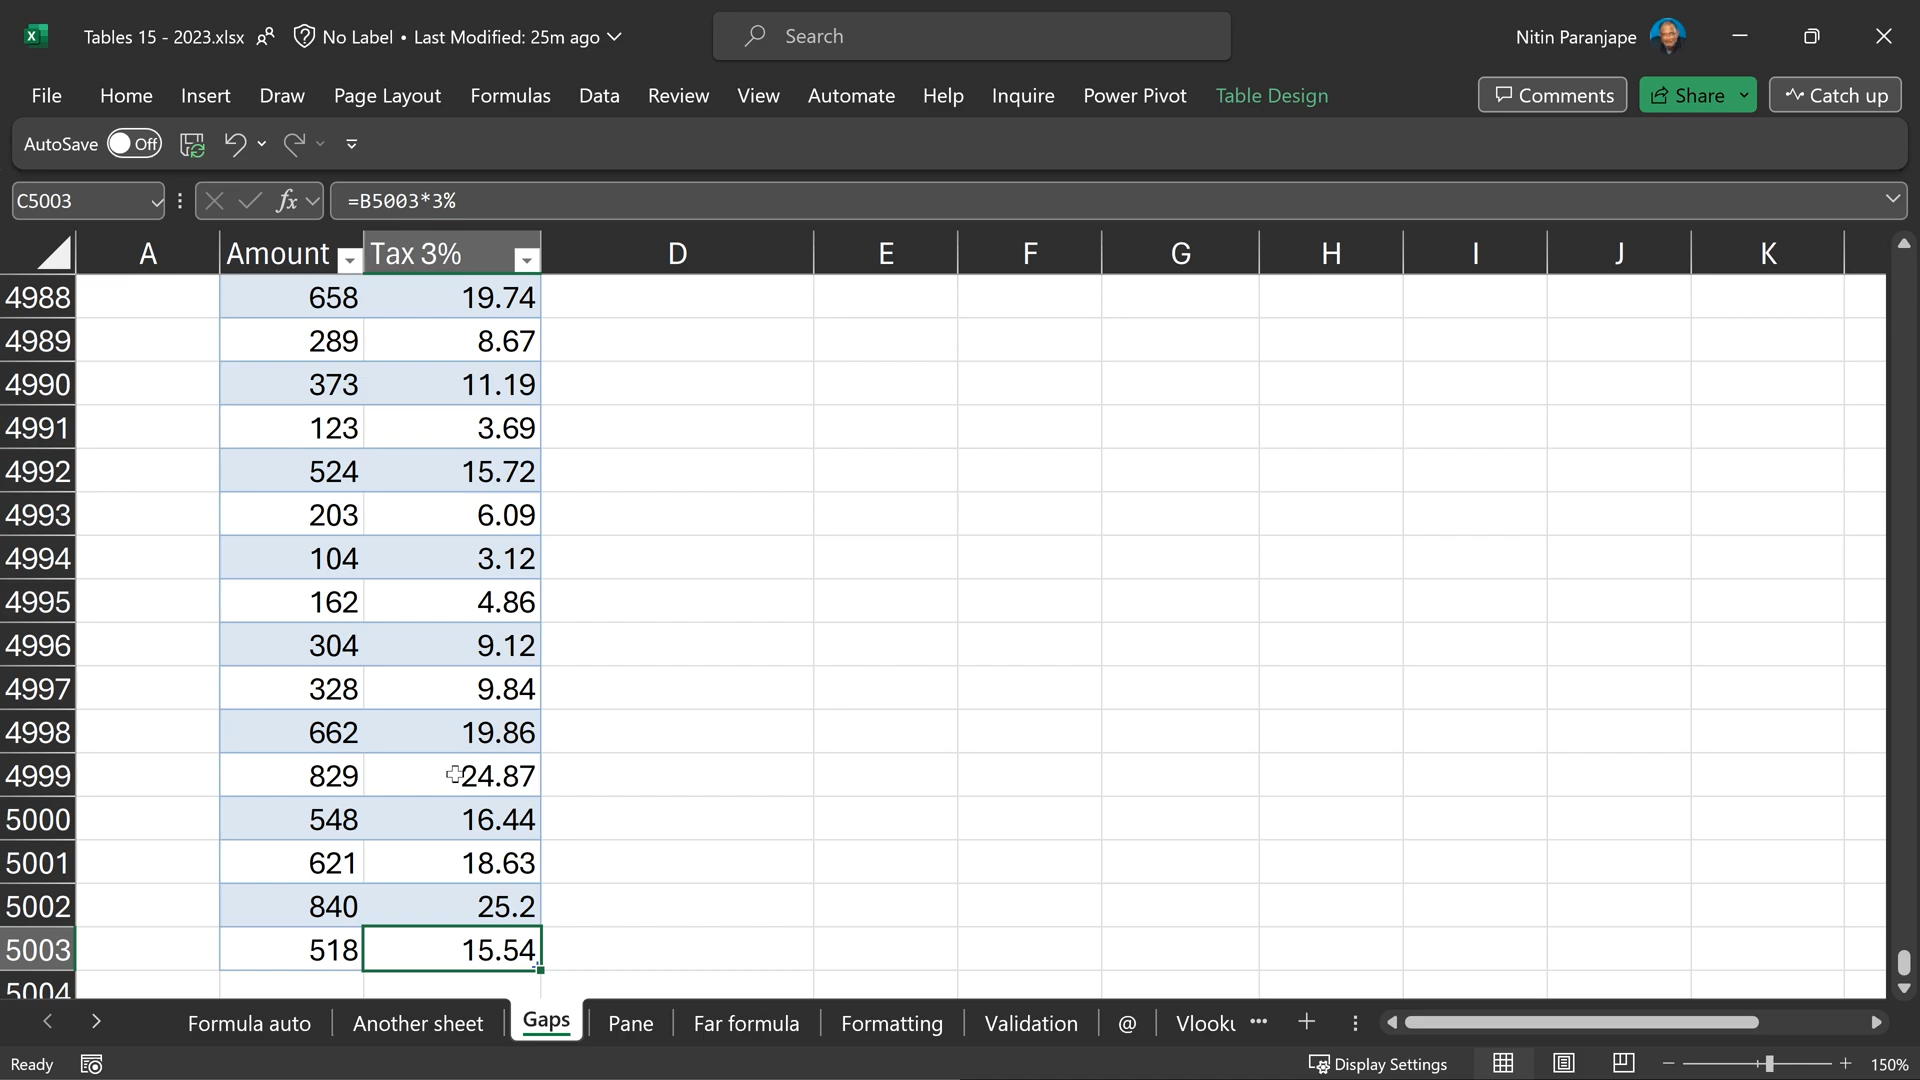 Tables 15 - 2023.xlsx No Label • Last Modified: 25m ago Search Nitin Paranjape
File Home Insert Draw Page Layout Formulas Data Review View Automate Help Inquire Power Pivot Table Design Comments Share Catch up
AutoSave Off
C5003 fx =B5003*3%
A Amount Tax 3% D E F G H I J K
4988 658 19.74
4989 289 8.67
4990 373 11.19
4991 123 3.69
4992 524 15.72
4993 203 6.09
4994 104 3.12
4995 162 4.86
4996 304 9.12
4997 328 9.84
4998 662 19.86
4999 829 24.87
5000 548 16.44
5001 621 18.63
5002 840 25.2
5003 518 15.54
5004
Formula auto Another sheet Gaps Pane Far formula Formatting Validation @ Vlooku
Ready Display Settings 150%